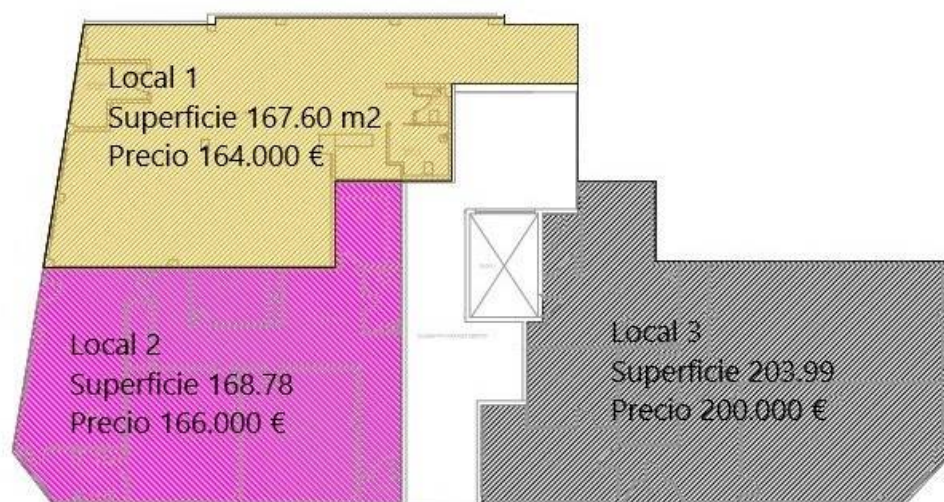 Local 1
Superficie 167.60 m2
Precio 164.000 €
Local 2
Superficie 168.78
Precio 166.000 €
Local 3
Superficie 203.99
Precio 200.000 €